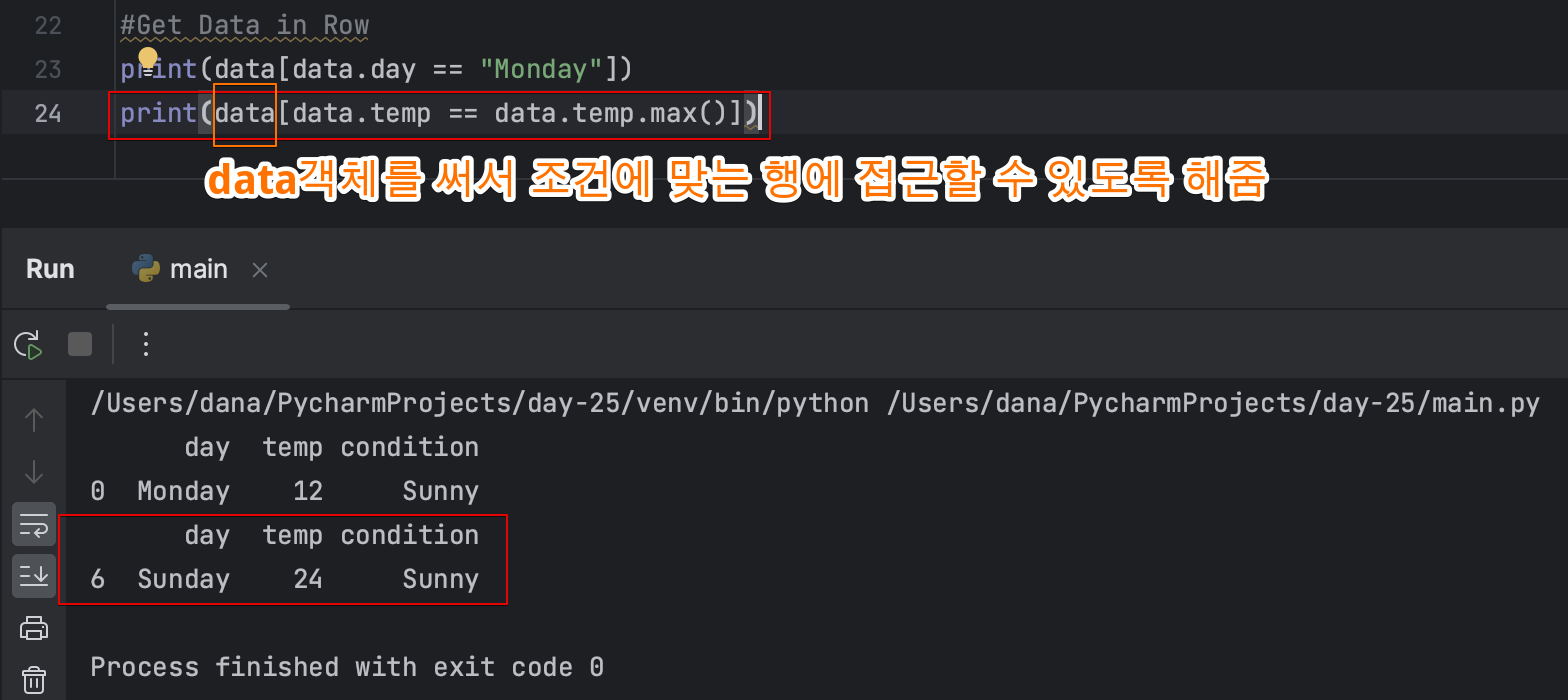 22 #Get Data in Row
23 print(data[data.day == "Monday"])
24 print(data[data.temp == data.temp.max()])
data객체를 써서 조건에 맞는 행에 접근할 수 있도록 해줌
Run main
/Users/dana/PycharmProjects/day-25/venv/bin/python /Users/dana/PycharmProjects/day-25/main.py
day temp condition
0 Monday 12 Sunny
day temp condition
6 Sunday 24 Sunny
Process finished with exit code 0